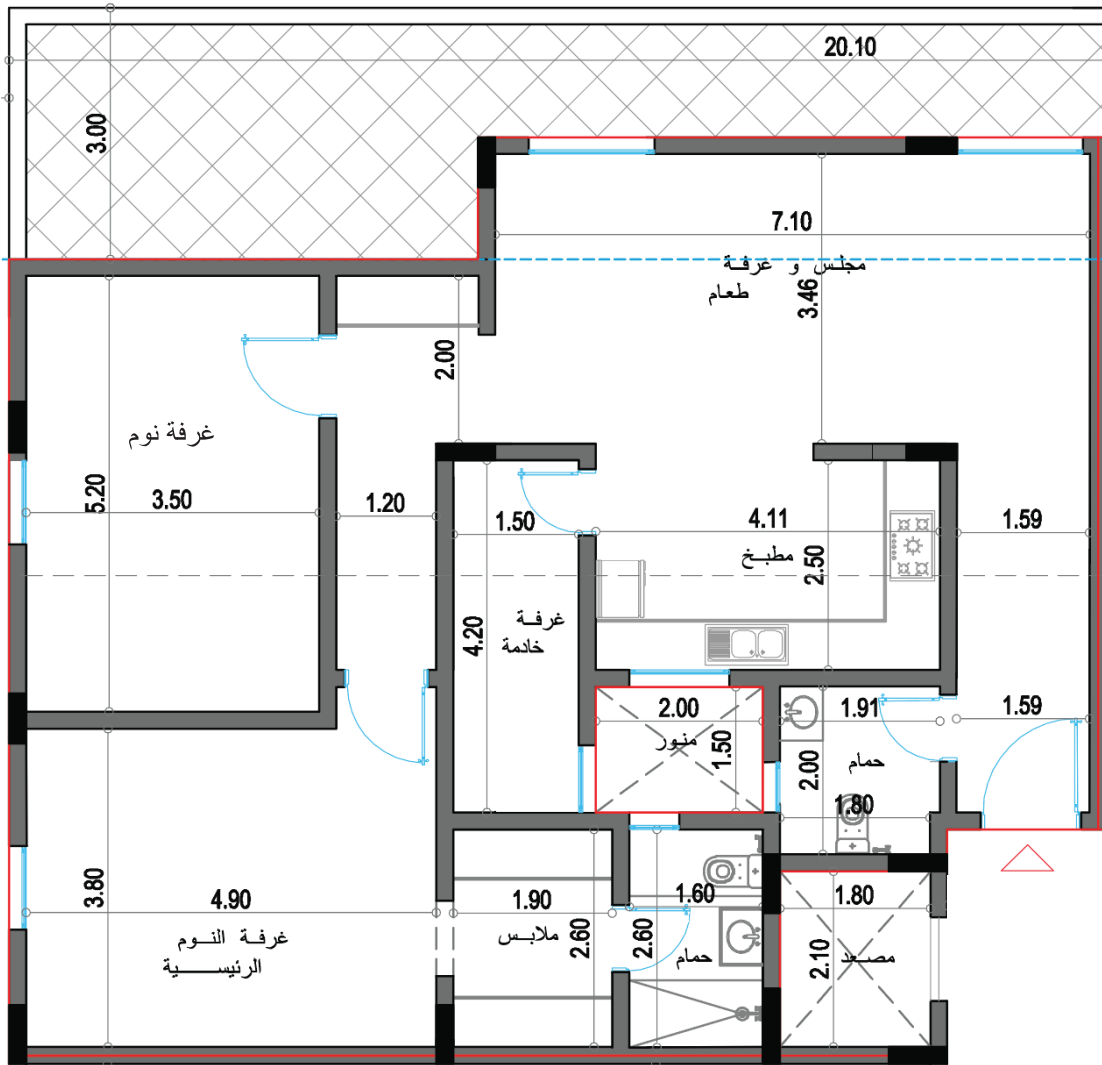 20.10
3.00
7.10
مجلس و غرفة
طعام
3.46
2.00
غرفة نوم
5.20
3.50
1.20
1.50
4.11
1.59
مطبخ
2.50
غرفة
خادمة
4.20
2.00
منور
1.50
1.91
1.59
حمام
2.00
1.80
3.80
4.90
غرفة النوم
الرئيسية
1.90
ملابس
2.60
1.60
2.60
حمام
1.80
2.10
مصعد